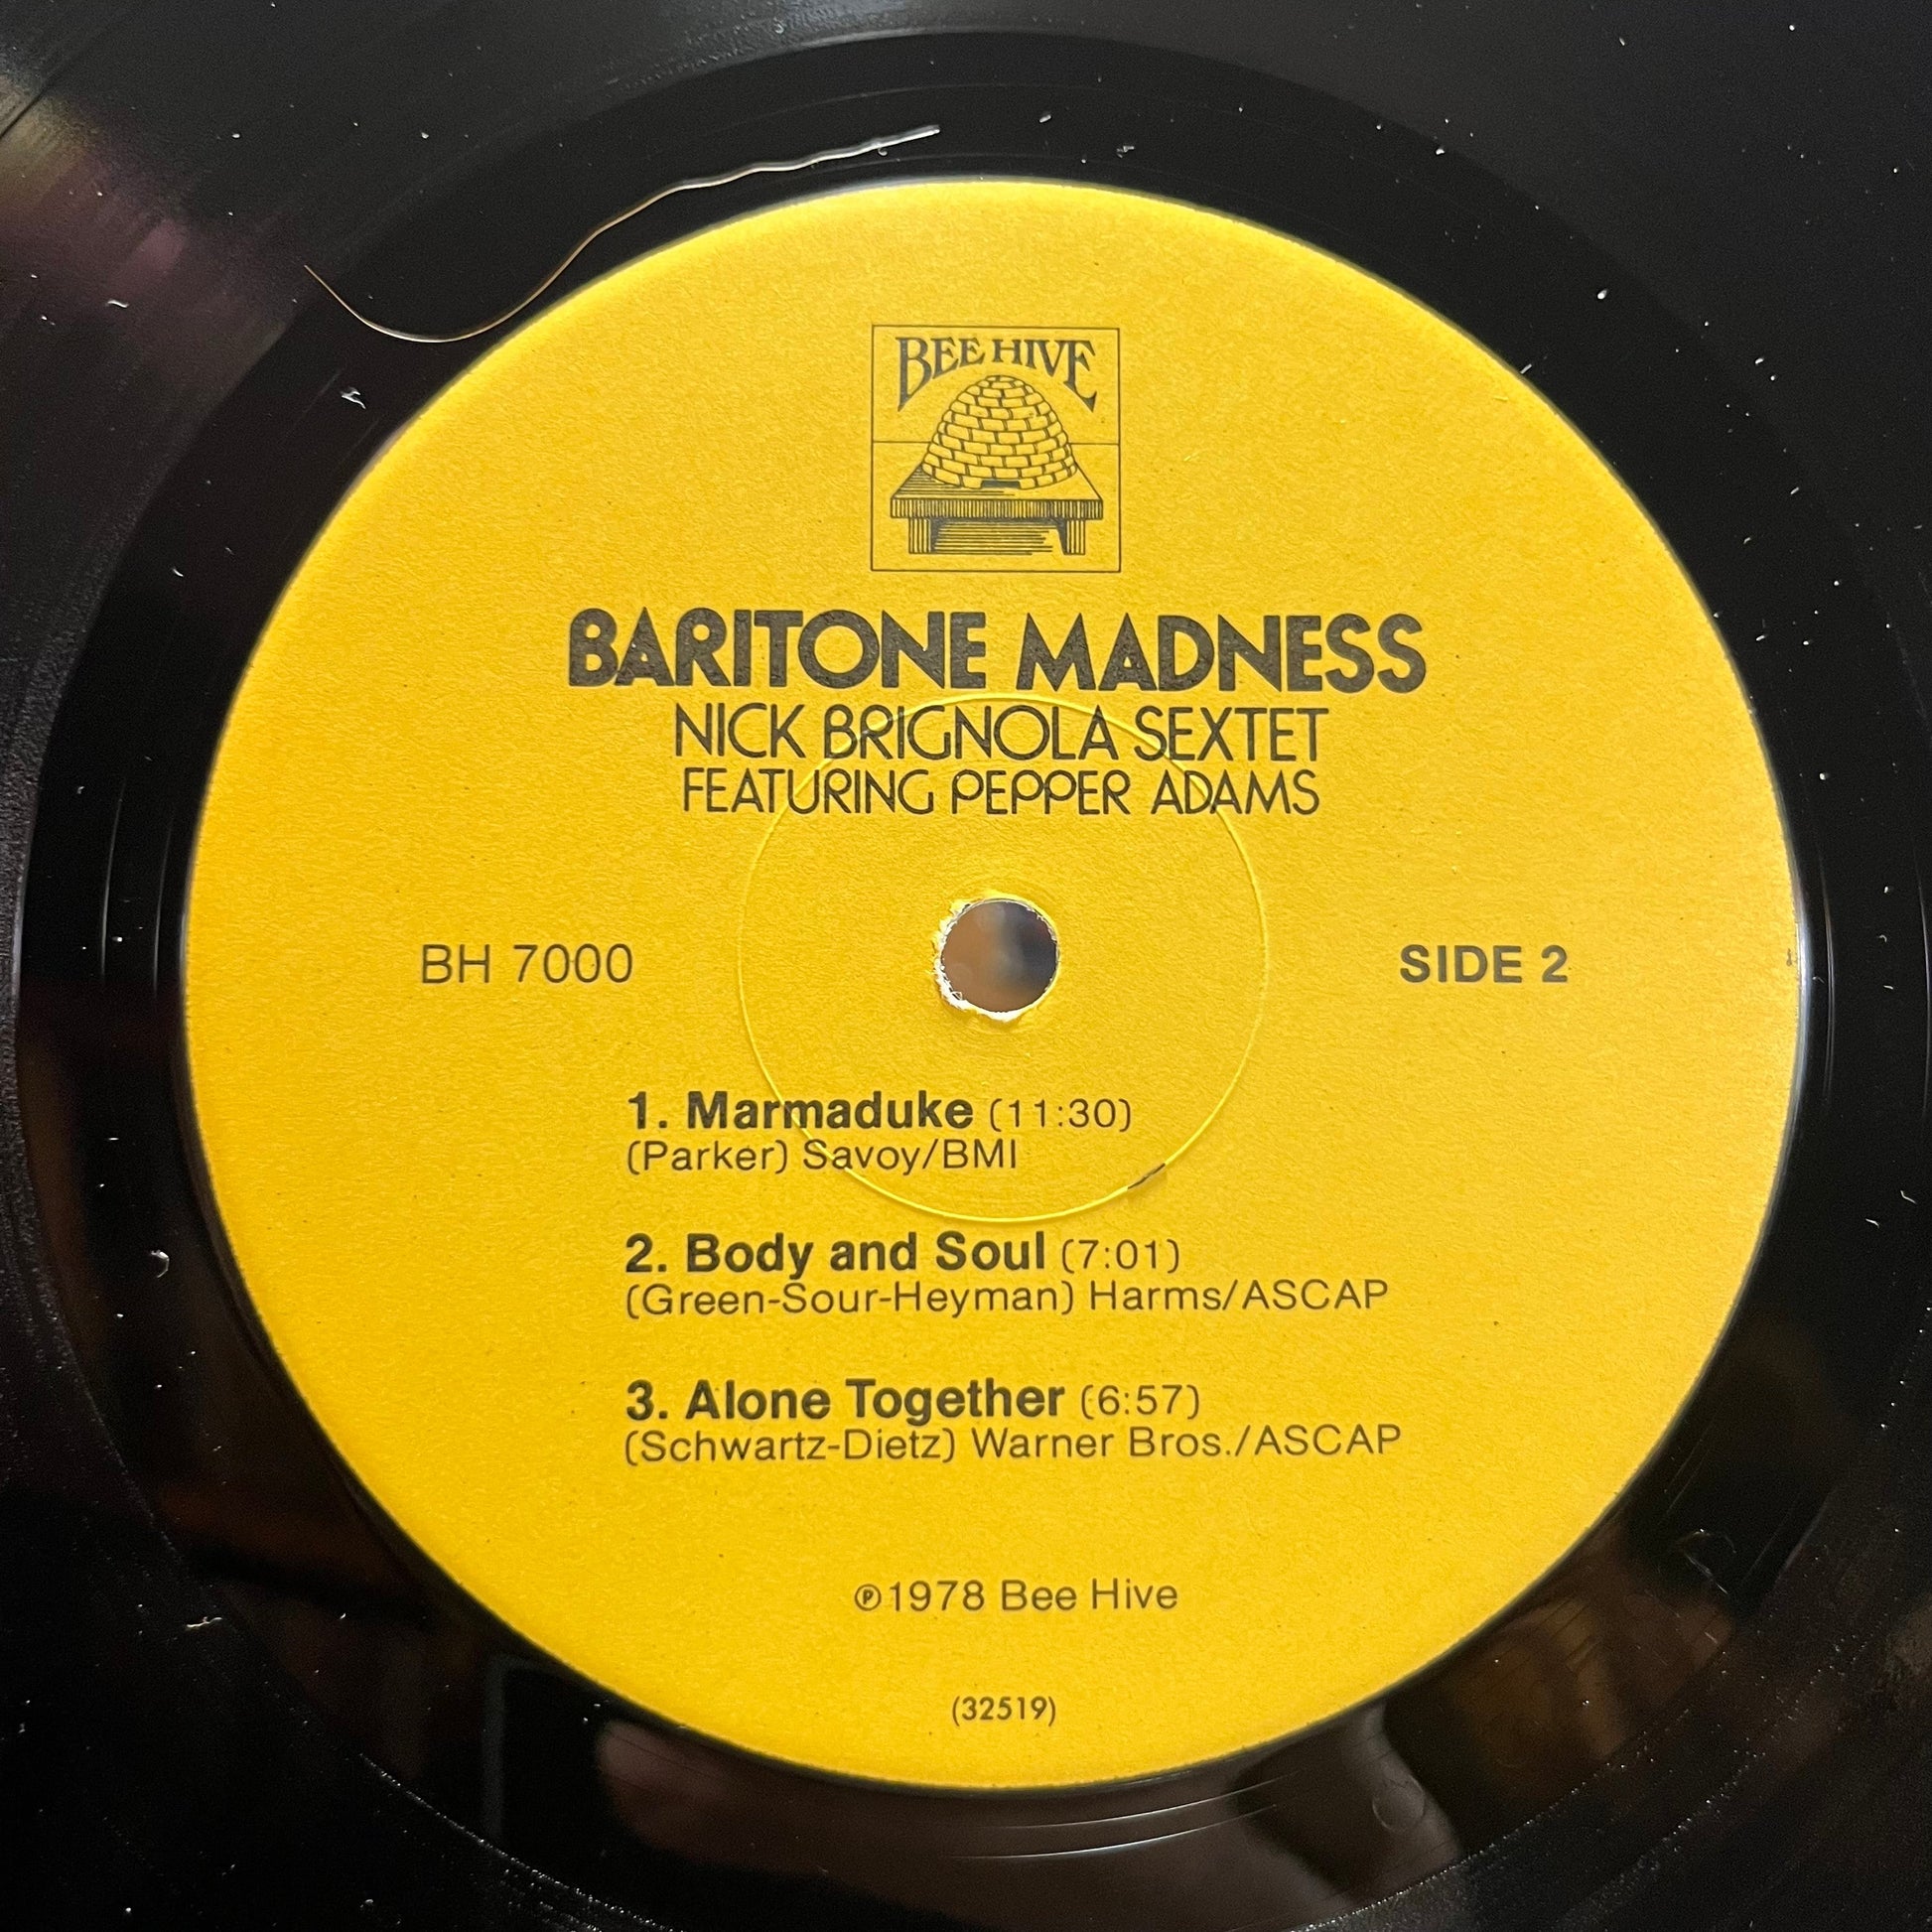 BEE HIVE
BARITONE MADNESS
NICK BRIGNOLA SEXTET
FEATURING PEPPER ADAMS
BH 7000
SIDE 2
1. Marmaduke (11:30)
(Parker) Savoy/BMI
2. Body and Soul (7:01)
(Green-Sour-Heyman) Harms/ASCAP
3. Alone Together (6:57)
(Schwartz-Dietz) Warner Bros./ASCAP
℗1978 Bee Hive
(32519)